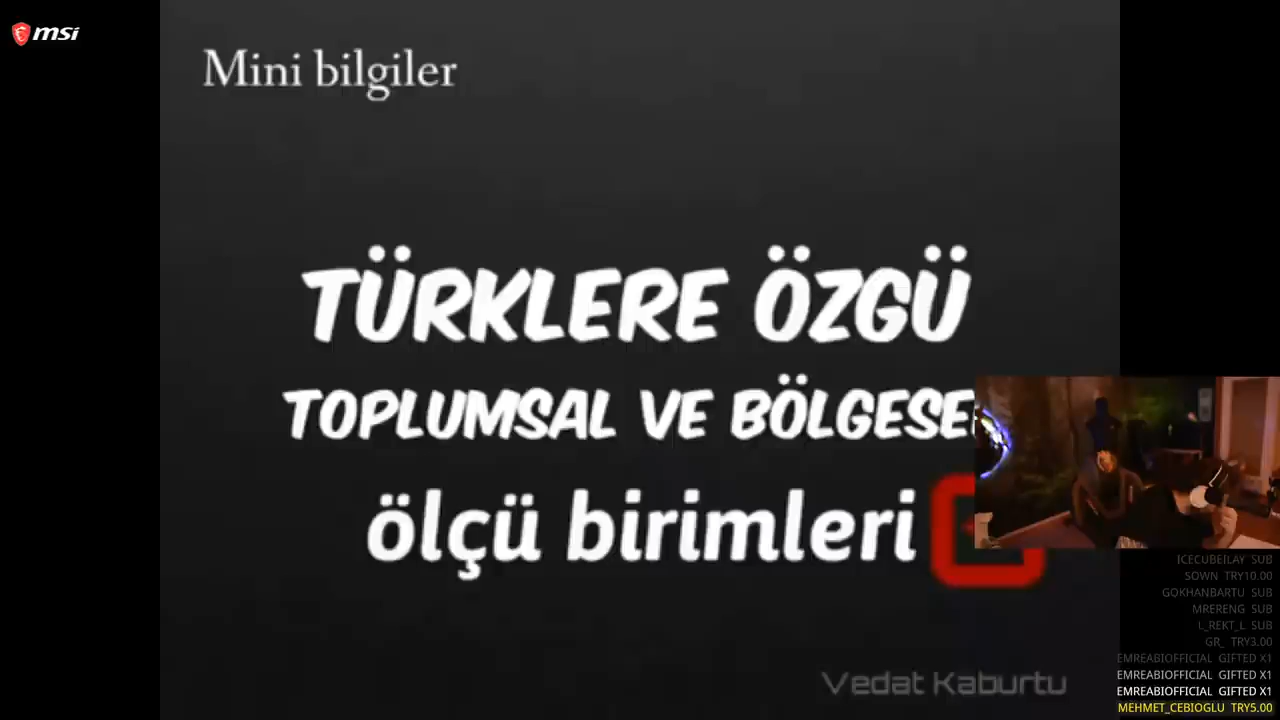 msi
Mini bilgiler
TÜRKLERE ÖZGÜ
TOPLUMSAL VE BÖLGESEL
ölçü birimleri
ICECUBEILAY SUB
SOWN TRY10.00
GOKHANBARTU SUB
MRERENG SUB
L_REKT_L SUB
GR_ TRY3.00
EMREABIOFFICIAL GIFTED X1
EMREABIOFFICIAL GIFTED X1
EMREABIOFFICIAL GIFTED X1
MEHMET_CEBIOGLU TRY5.00
Vedat Kaburtu